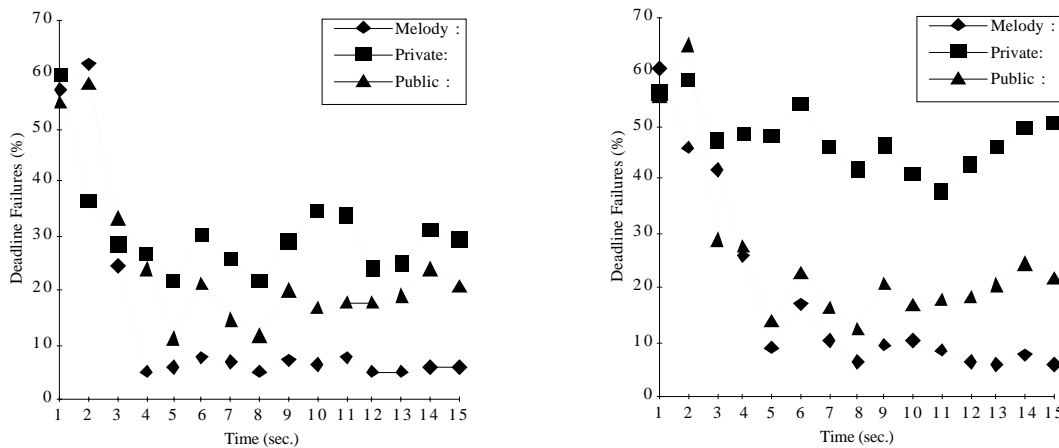 70
60
50
40
30
20
10
0
Deadline Failures (%)
Melody :
Private:
Public :
1 2 3 4 5 6 7 8 9 10 11 12 13 14 15
Time (sec.)
70
60
50
40
30
20
10
0
Deadline Failures (%)
Melody :
Private:
Public :
1 2 3 4 5 6 7 8 9 10 11 12 13 14 15
Time (sec.)